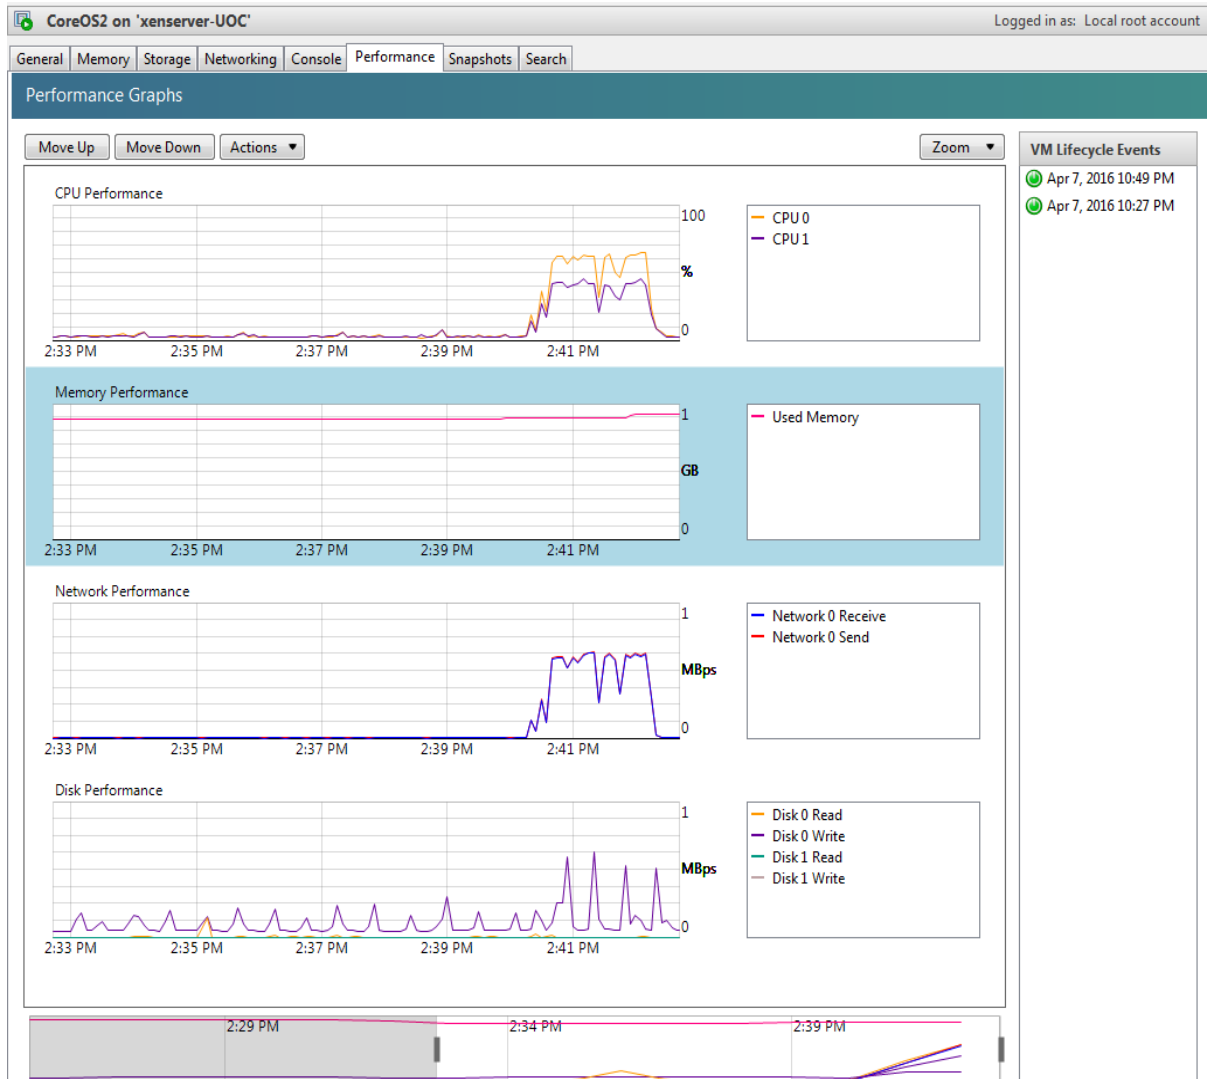 CoreOS2 on 'xenserver-UOC'
Logged in as: Local root account
General Memory Storage Networking Console Performance Snapshots Search
Performance Graphs
Move Up Move Down Actions Zoom
CPU Performance
100
%
0
2:33 PM 2:35 PM 2:37 PM 2:39 PM 2:41 PM
CPU 0
CPU 1
Memory Performance
1
GB
0
2:33 PM 2:35 PM 2:37 PM 2:39 PM 2:41 PM
Used Memory
Network Performance
1
MBps
0
2:33 PM 2:35 PM 2:37 PM 2:39 PM 2:41 PM
Network 0 Receive
Network 0 Send
Disk Performance
1
MBps
0
2:33 PM 2:35 PM 2:37 PM 2:39 PM 2:41 PM
Disk 0 Read
Disk 0 Write
Disk 1 Read
Disk 1 Write
2:29 PM 2:34 PM 2:39 PM
VM Lifecycle Events
Apr 7, 2016 10:49 PM
Apr 7, 2016 10:27 PM